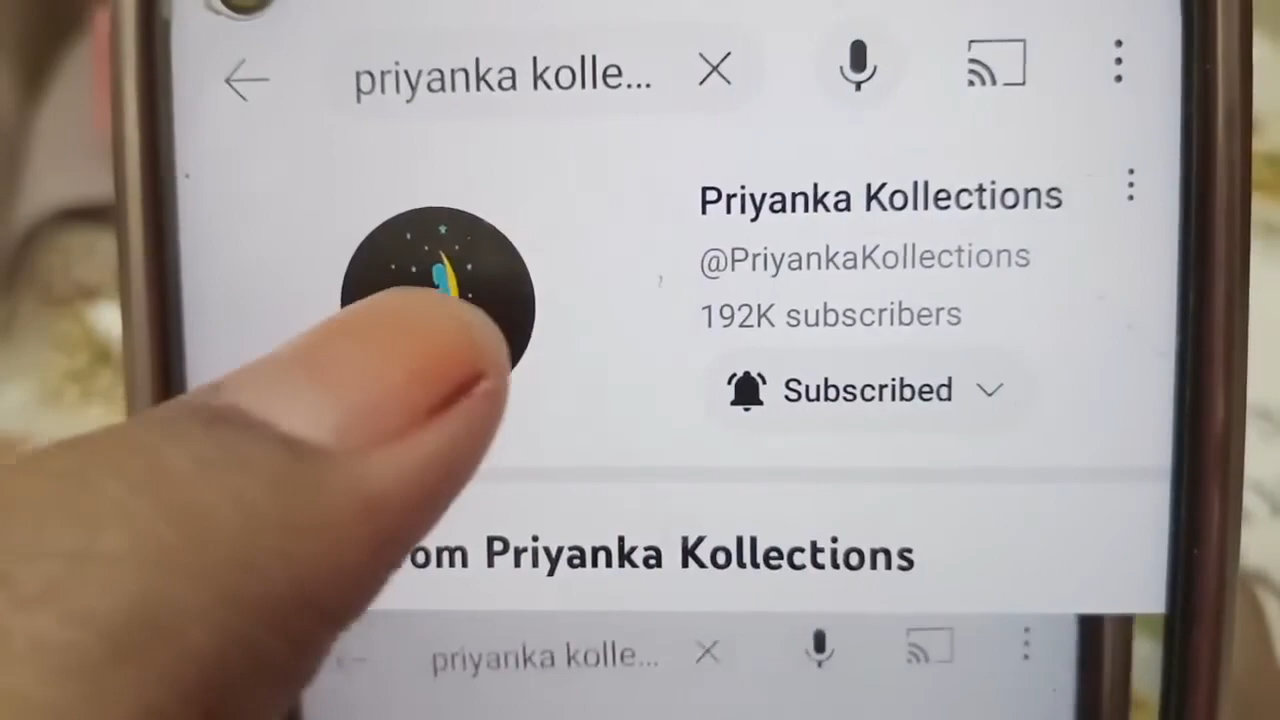 priyanka kolle...
Priyanka Kollections
@PriyankaKollections
192K subscribers
Subscribed
om Priyanka Kollections
priyanka kolle...